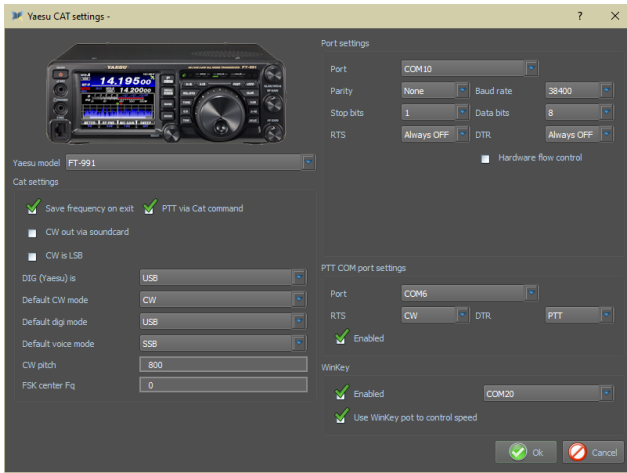 Yaesu CAT settings -
? ×
YAESU
FT-991
14,19500
14.20000
Yaesu model FT-991
Cat settings
Save frequency on exit PTT via Cat command
CW out via soundcard
CW is LSB
DIG (Yaesu) is USB
Default CW mode CW
Default digi mode USB
Default voice mode SSB
CW pitch 800
FSK center Fq 0
Port settings
Port COM10
Parity None Baud rate 38400
Stop bits 1 Data bits 8
RTS Always OFF DTR Always OFF
Hardware flow control
PTT COM port settings
Port COM6
RTS CW DTR PTT
Enabled
WinKey
Enabled COM20
Use WinKey pot to control speed
Ok Cancel